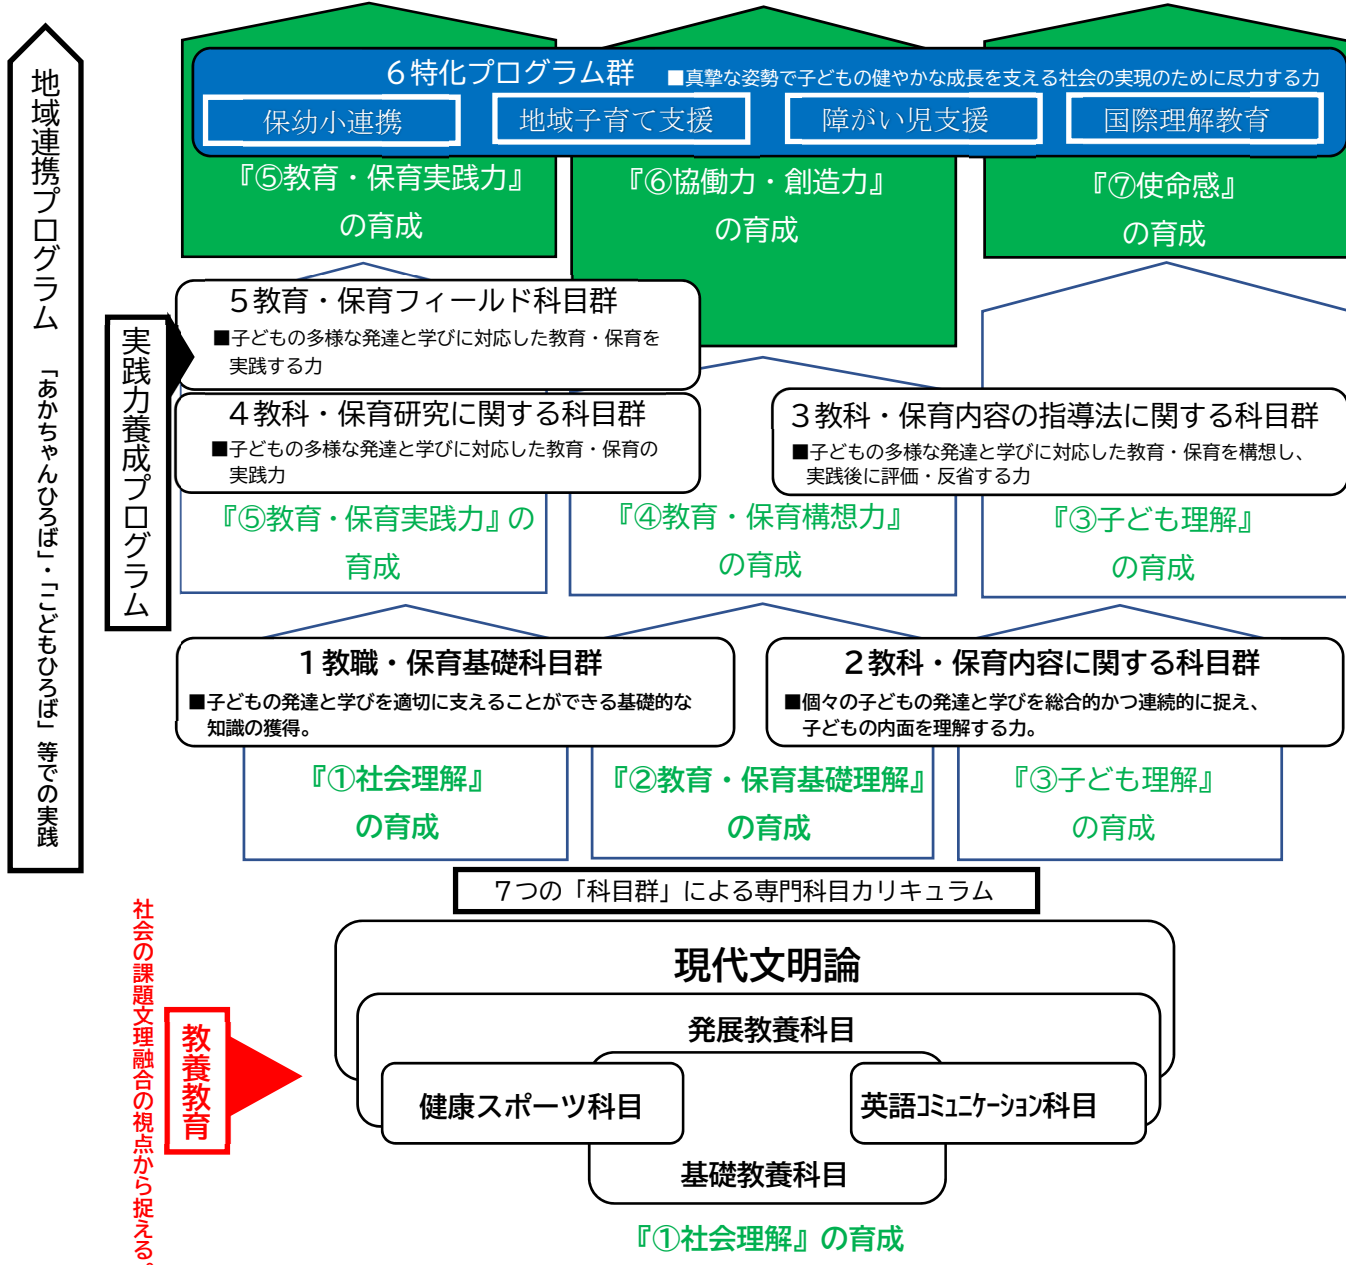 地域連携プログラム　「あかちゃんひろば」・「こどもひろば」等での実践
６特化プログラム群
■真摯な姿勢で子どもの健やかな成長を支える社会の実現のために尽力する力
保幼小連携
地域子育て支援
障がい児支援
国際理解教育
『⑤教育・保育実践力』
の育成
『⑥協働力・創造力』
の育成
『⑦使命感』
の育成
実践力養成プログラム
５教育・保育フィールド科目群
■子どもの多様な発達と学びに対応した教育・保育を
実践する力
４教科・保育研究に関する科目群
■子どもの多様な発達と学びに対応した教育・保育の
実践力
３教科・保育内容の指導法に関する科目群
■子どもの多様な発達と学びに対応した教育・保育を構想し、
実践後に評価・反省する力
『⑤教育・保育実践力』の
育成
『④教育・保育構想力』
の育成
『③子ども理解』
の育成
１教職・保育基礎科目群
■子どもの発達と学びを適切に支えることができる基礎的な
知識の獲得。
２教科・保育内容に関する科目群
■個々の子どもの発達と学びを総合的かつ連続的に捉え、
子どもの内面を理解する力。
『①社会理解』
の育成
『②教育・保育基礎理解』
の育成
『③子ども理解』
の育成
７つの「科目群」による専門科目カリキュラム
社会の課題文理融合の視点から捉える。
教養教育
現代文明論
発展教養科目
健康スポーツ科目
英語ｺﾐｭﾆｹｰｼｮﾝ科目
基礎教養科目
『①社会理解』の育成